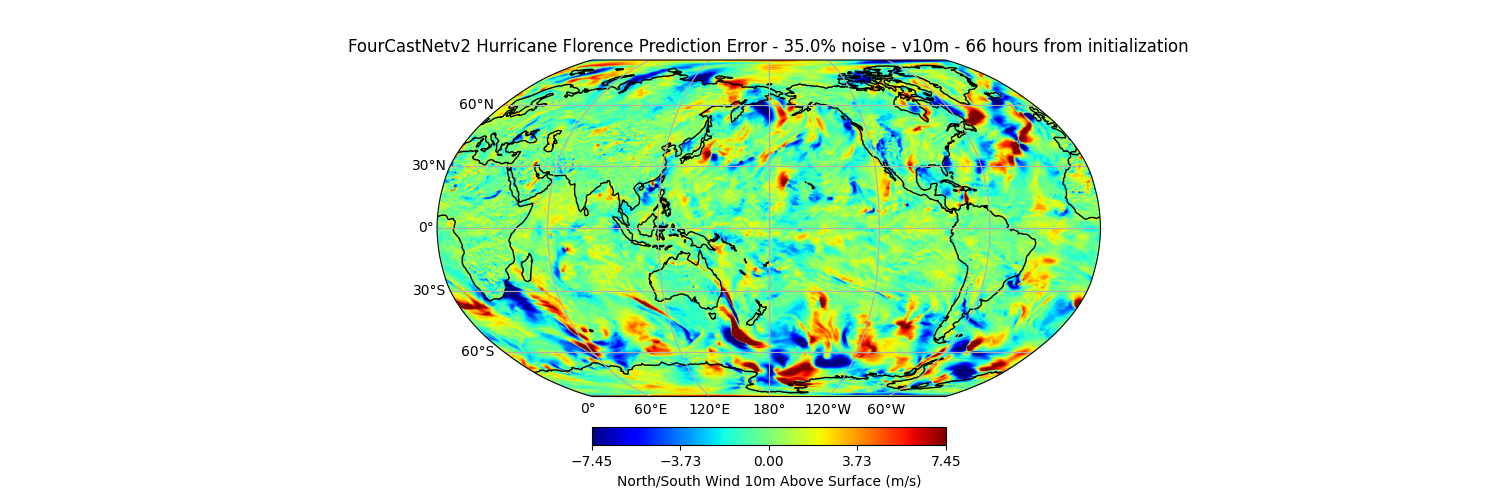 FourCastNetv2 Hurricane Florence Prediction Error - 35.0% noise - v10m - 66 hours from initialization
60°N
30°N
0°
30°S
60°S
0° 60°E 120°E 180° 120°W 60°W
−7.45 −3.73 0.00 3.73 7.45
North/South Wind 10m Above Surface (m/s)